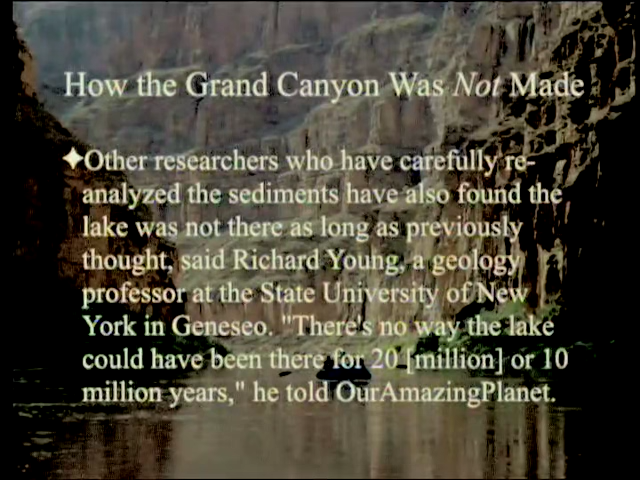 How the Grand Canyon Was Not Made
✦Other researchers who have carefully re-
analyzed the sediments have also found the
lake was not there as long as previously
thought, said Richard Young, a geology
professor at the State University of New
York in Geneseo. "There's no way the lake
could have been there for 20 [million] or 10
million years," he told OurAmazingPlanet.